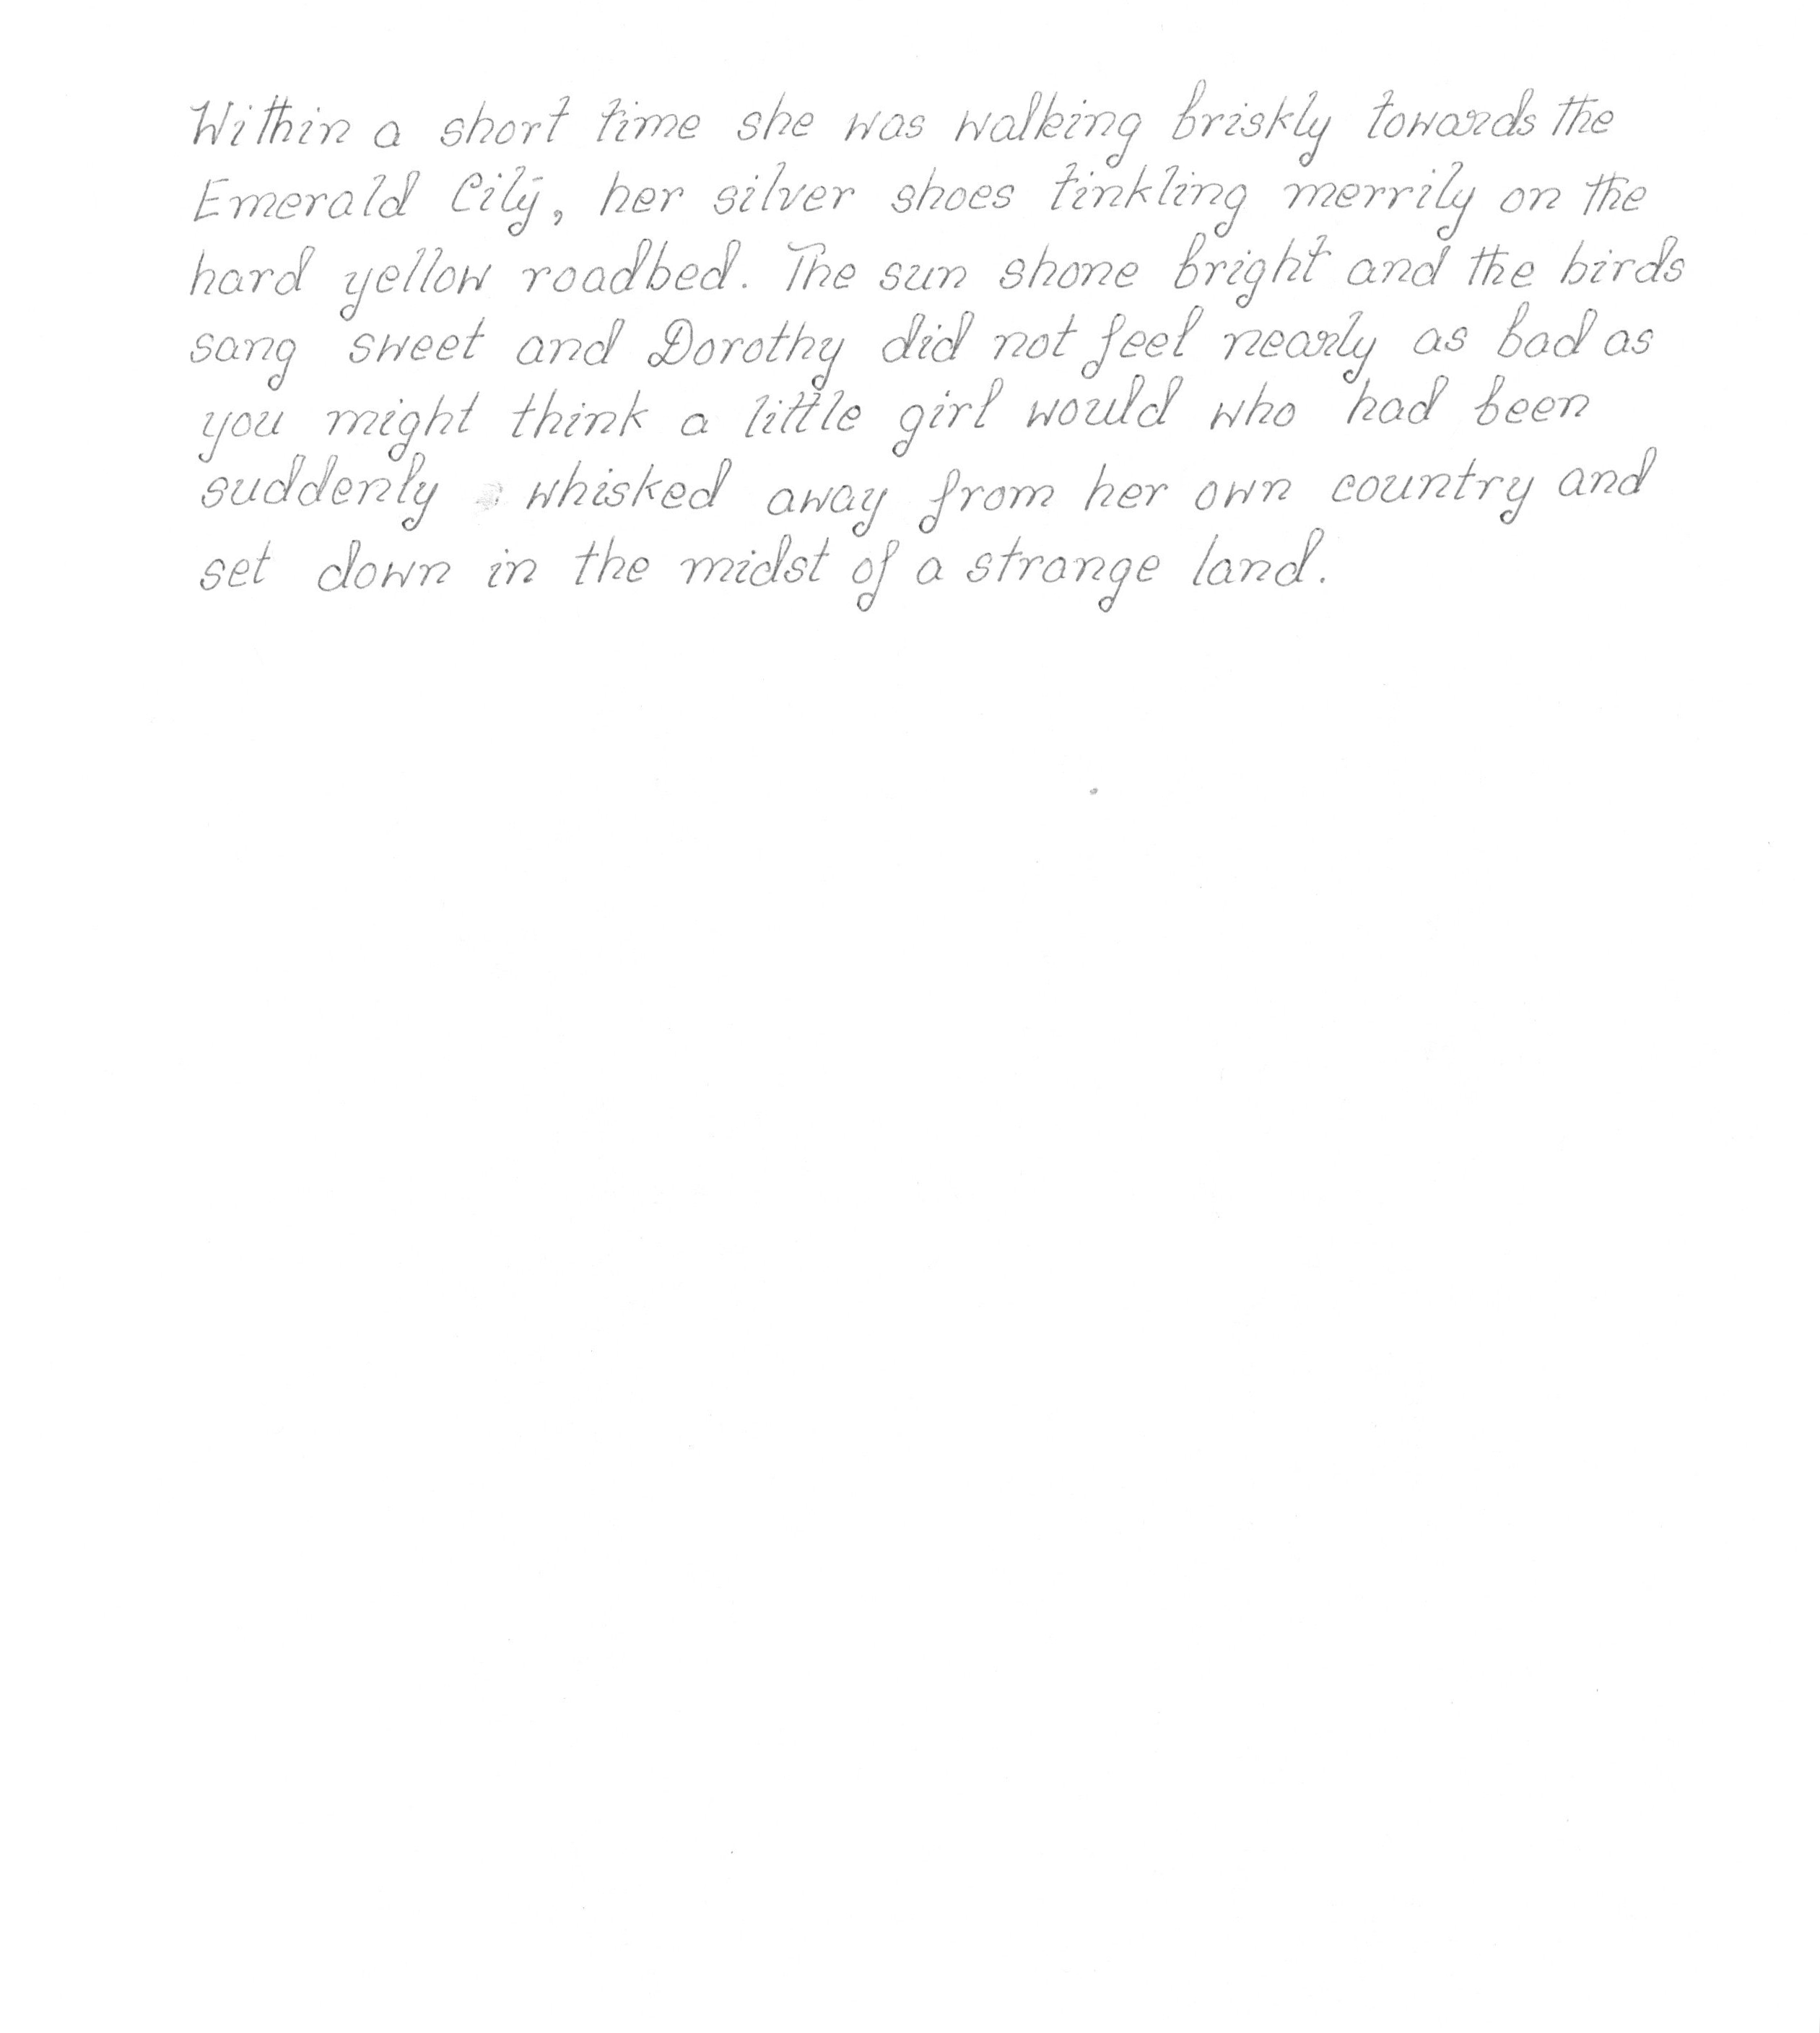 Within a short time she was walking briskly towards the
Emerald City, her silver shoes tinkling merrily on the
hard yellow roadbed. The sun shone bright and the birds
sang sweet and Dorothy did not feel nearly as bad as
you might think a little girl would who had been
suddenly whisked away from her own country and
set down in the midst of a strange land.